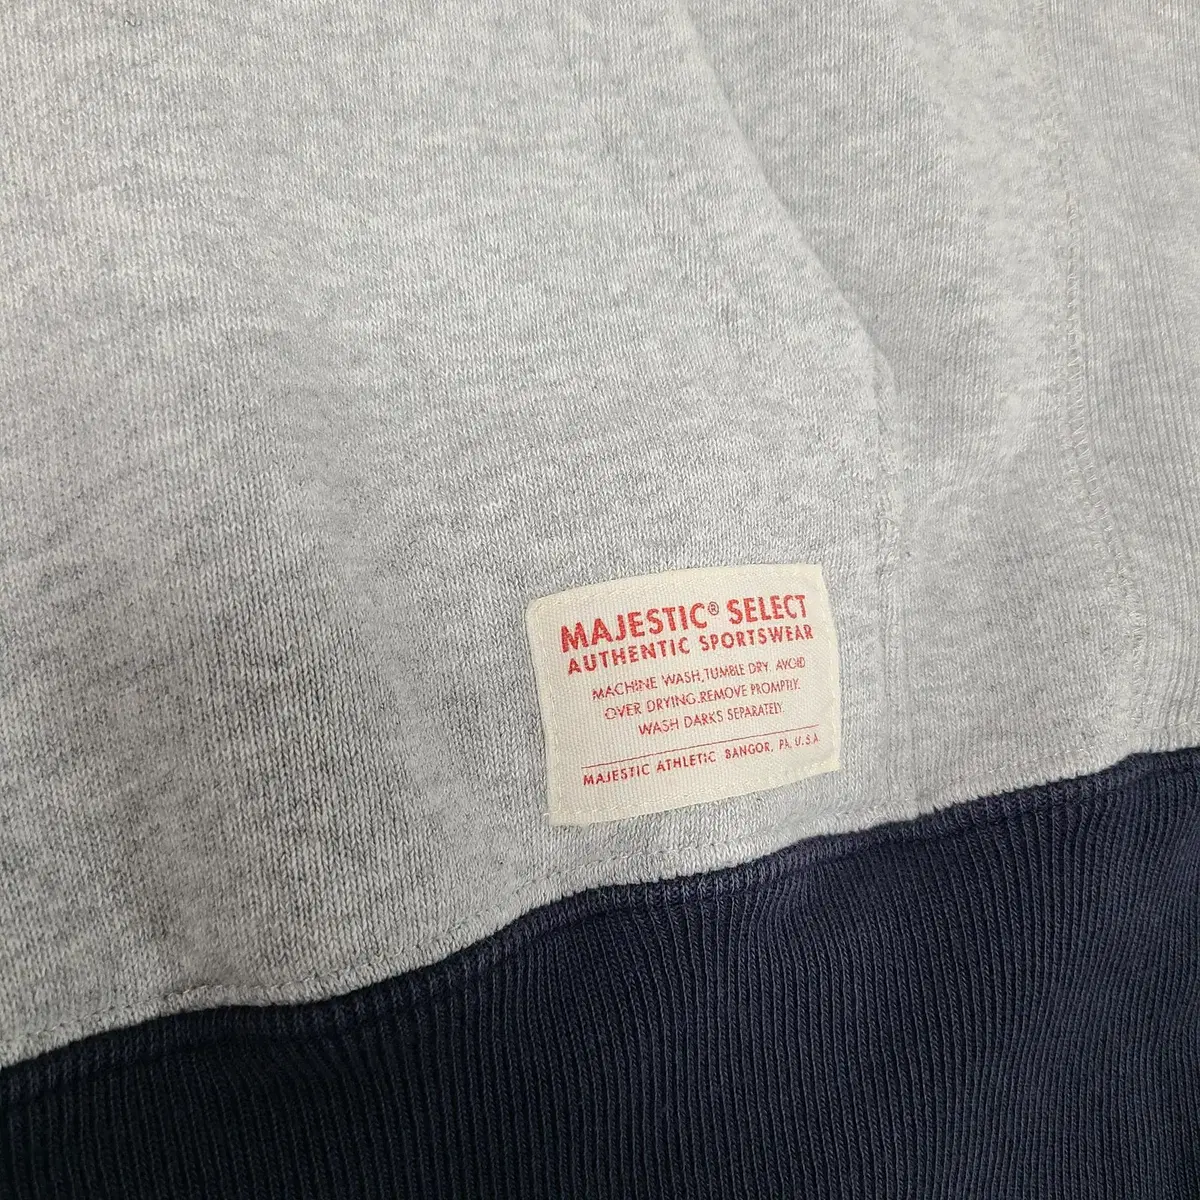 MAJESTIC® SELECT
AUTHENTIC SPORTSWEAR
MACHINE WASH, TUMBLE DRY. AVOID
OVER DRYING. REMOVE PROMPTLY.
WASH DARKS SEPARATELY.
MAJESTIC ATHLETIC BANGOR, PA. U.S.A